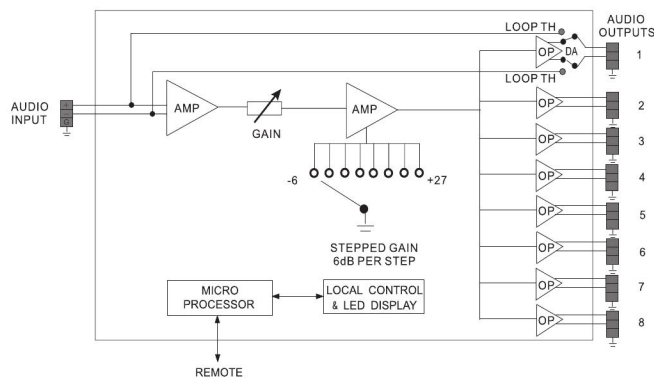 LOOP TH
AUDIO
OUTPUTS
OP
DA
1
LOOP TH
AUDIO
INPUT
+
−
G
AMP
GAIN
AMP
OP
2
OP
3
-6
+27
OP
4
OP
5
STEPPED GAIN
6dB PER STEP
OP
6
MICRO
PROCESSOR
LOCAL CONTROL
& LED DISPLAY
OP
7
OP
8
REMOTE